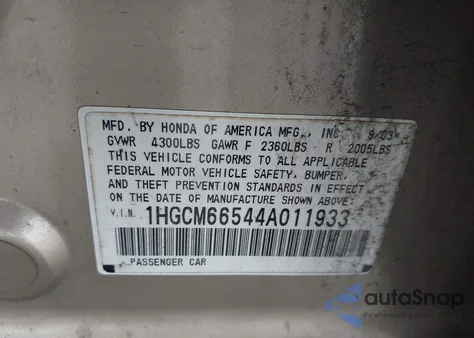 MFD. BY HONDA OF AMERICA MFG., INC. 9/03
GVWR 4300LBS GAWR F 2360LBS R 2005LBS
THIS VEHICLE CONFORMS TO ALL APPLICABLE
FEDERAL MOTOR VEHICLE SAFETY, BUMPER,
AND THEFT PREVENTION STANDARDS IN EFFECT
ON THE DATE OF MANUFACTURE SHOWN ABOVE.
V.I.N. 1HGCM66544A011933
PASSENGER CAR
autoSnap